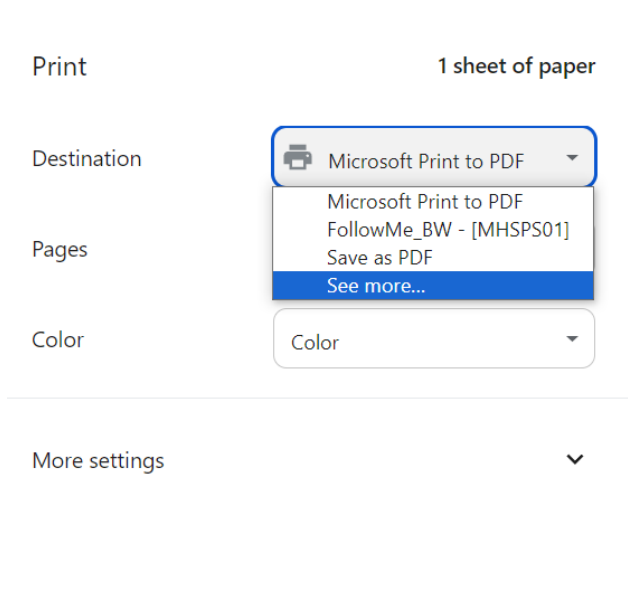 Print 1 sheet of paper
Destination Microsoft Print to PDF
Microsoft Print to PDF
FollowMe_BW - [MHSPS01]
Pages
Save as PDF
See more...
Color Color
More settings